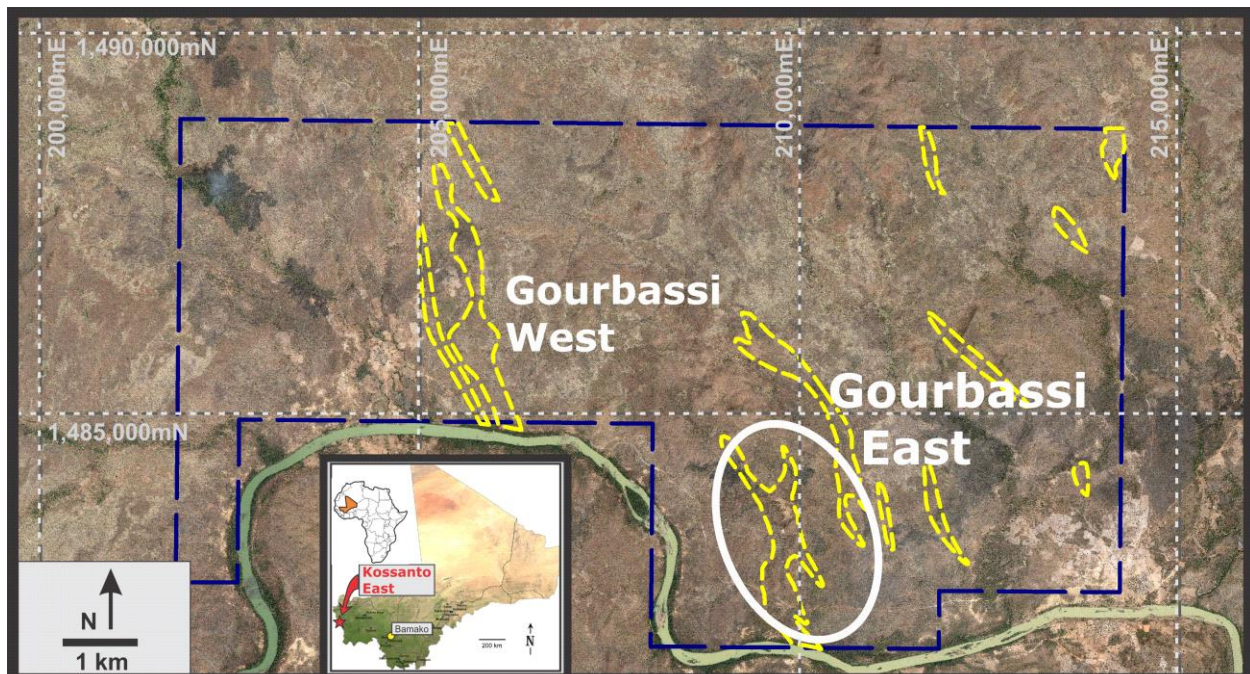 1,490,000mN
200,000mE
205,000mE
210,000mE
215,000mE
Gourbassi
West
Gourbassi
East
1,485,000mN
Kossanto
East
Bamako
200 km
N
N
1 km